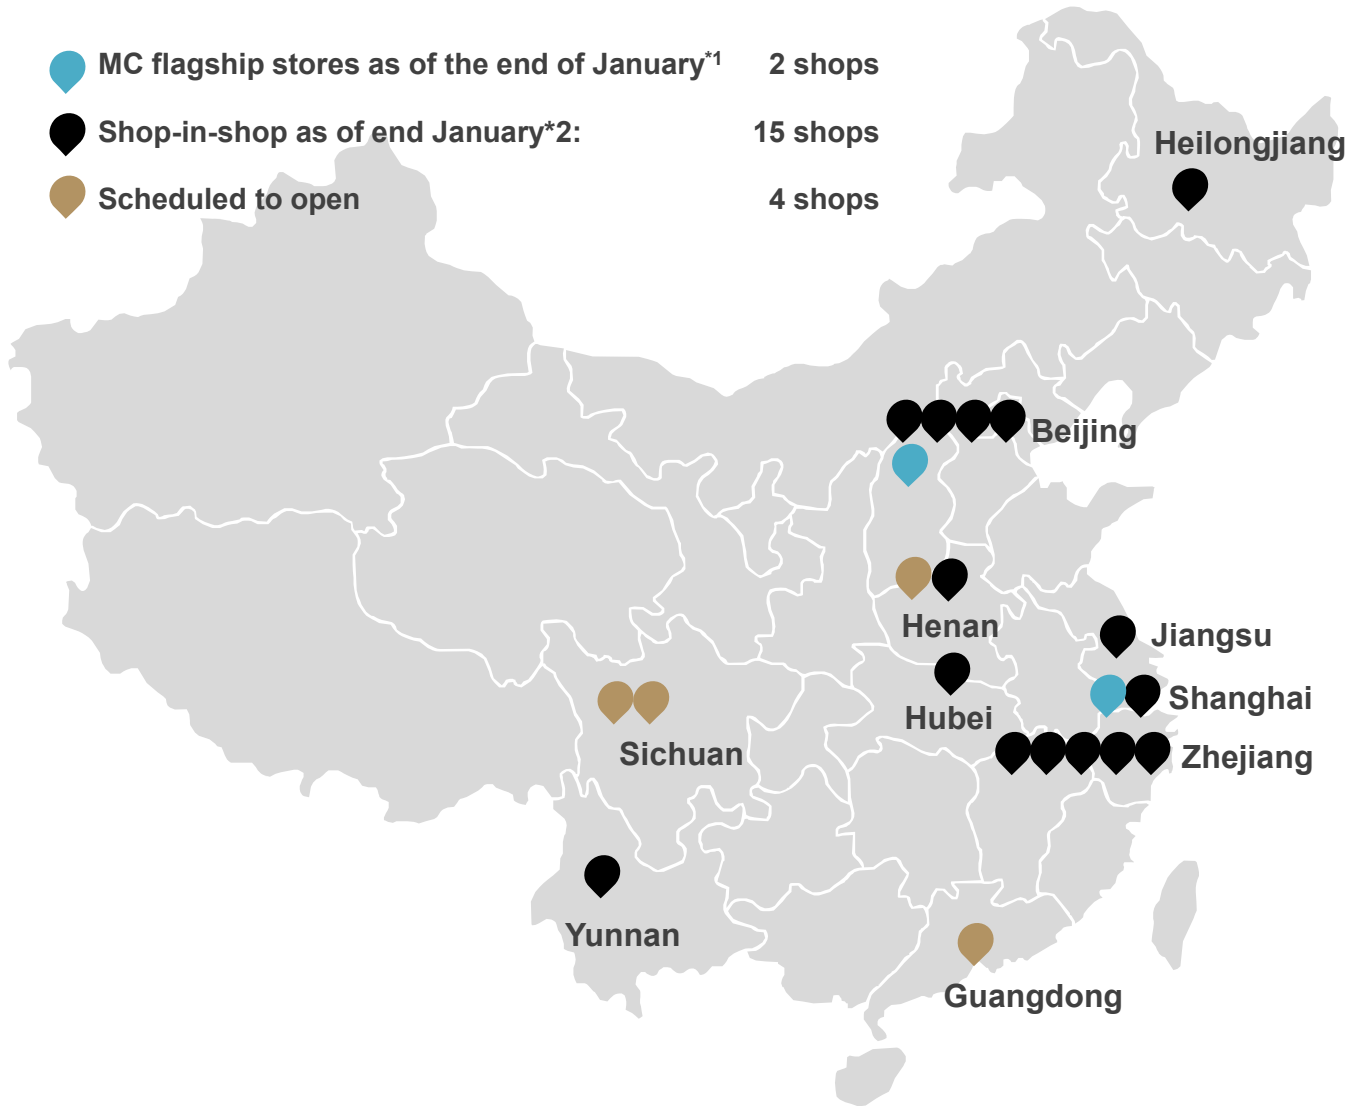 MC flagship stores as of the end of January*1 2 shops
Shop-in-shop as of end January*2: 15 shops
Scheduled to open 4 shops
Heilongjiang
Beijing
Henan
Jiangsu
Shanghai
Hubei
Sichuan
Zhejiang
Yunnan
Guangdong